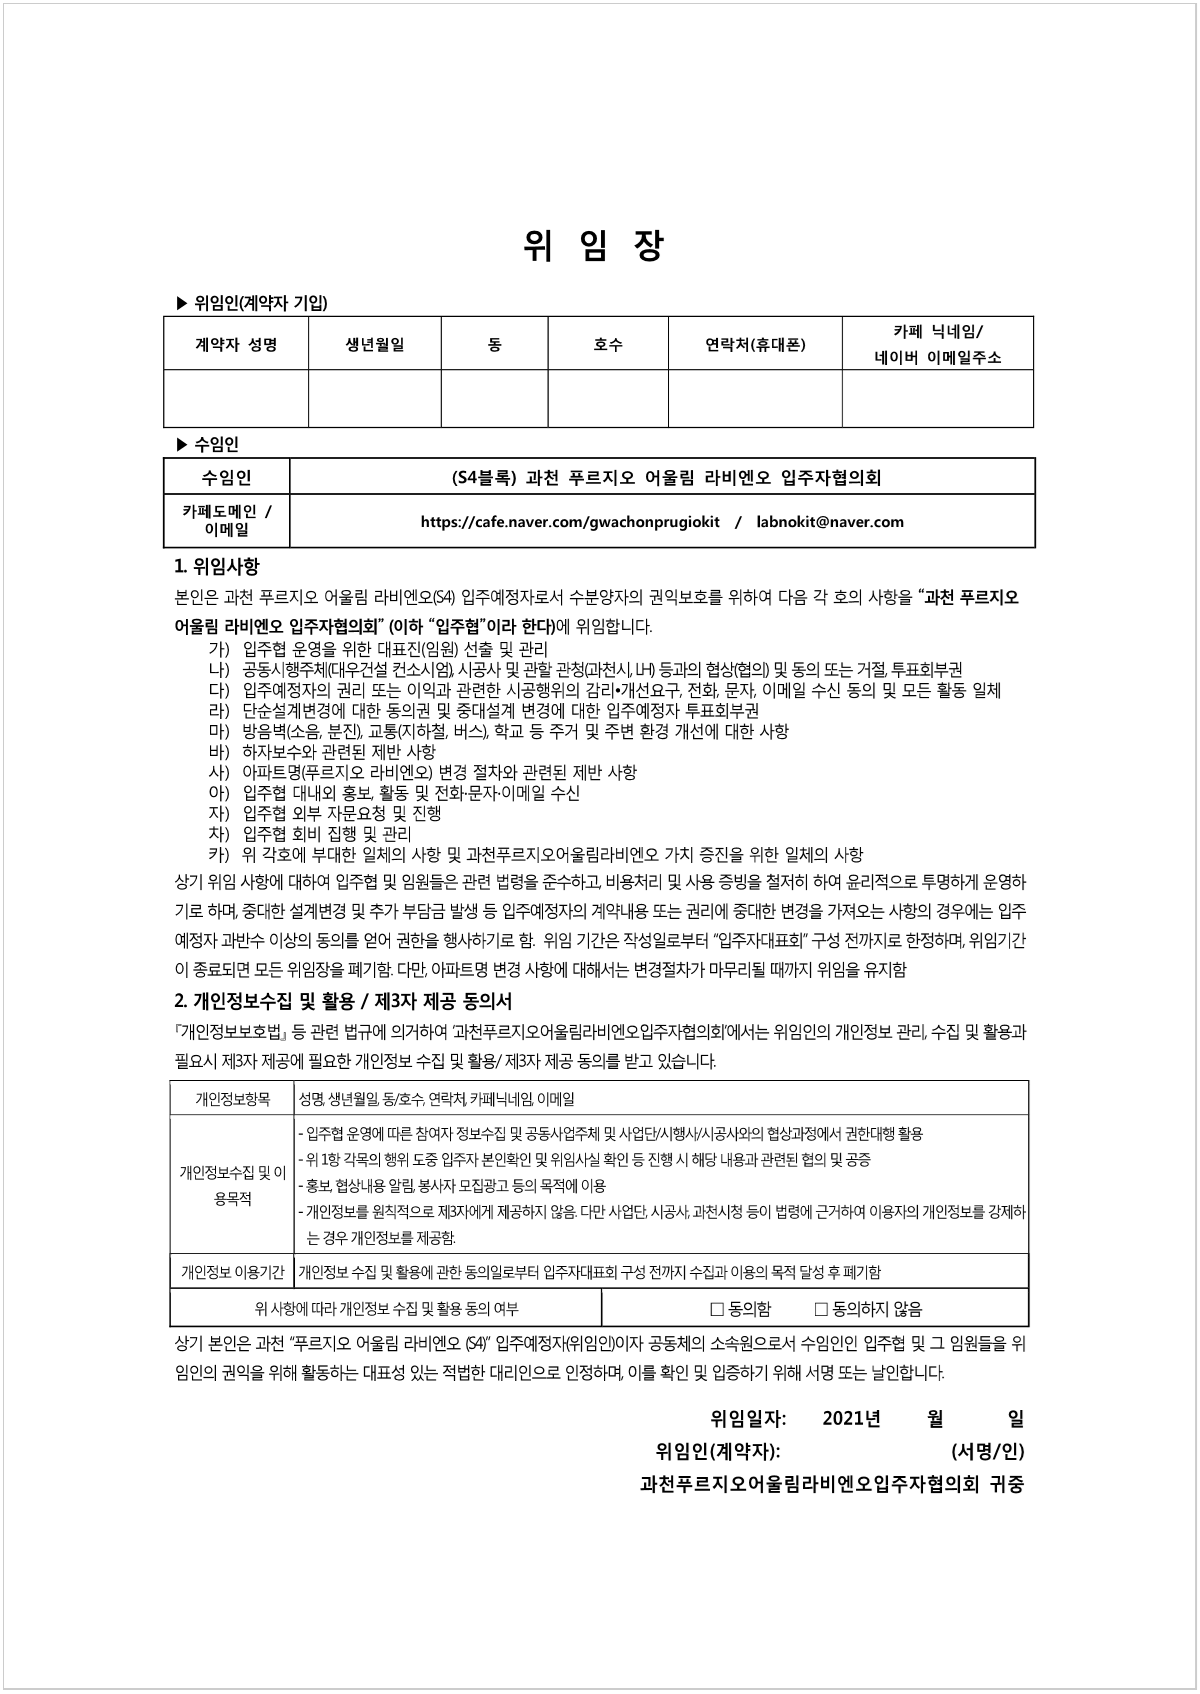 위 임 장
▶ 위임인(계약자 기입)
계약자 성명 생년월일 동 호수 연락처(휴대폰) 카페 닉네임/
네이버 이메일주소
▶ 수임인
수임인 (S4블록) 과천 푸르지오 어울림 라비엔오 입주자협의회
카페도메인 /
이메일 https://cafe.naver.com/gwachonprugiokit / labnokit@naver.com
1. 위임사항
본인은 과천 푸르지오 어울림 라비엔오(S4) 입주예정자로서 수분양자의 권익보호를 위하여 다음 각 호의 사항을 “과천 푸르지오
어울림 라비엔오 입주자협의회” (이하 “입주협”이라 한다)에 위임합니다.
가) 입주협 운영을 위한 대표진(임원) 선출 및 관리
나) 공동시행주체(대우건설 컨소시엄), 시공사 및 관할 관청(과천시, LH) 등과의 협상(협의) 및 동의 또는 거절, 투표회부권
다) 입주예정자의 권리 또는 이익과 관련한 시공행위의 감리•개선요구, 전화, 문자, 이메일 수신 동의 및 모든 활동 일체
라) 단순설계변경에 대한 동의권 및 중대설계 변경에 대한 입주예정자 투표회부권
마) 방음벽(소음, 분진), 교통(지하철, 버스), 학교 등 주거 및 주변 환경 개선에 대한 사항
바) 하자보수와 관련된 제반 사항
사) 아파트명(푸르지오 라비엔오) 변경 절차와 관련된 제반 사항
아) 입주협 대내외 홍보, 활동 및 전화·문자·이메일 수신
자) 입주협 외부 자문요청 및 진행
차) 입주협 회비 집행 및 관리
카) 위 각호에 부대한 일체의 사항 및 과천푸르지오어울림라비엔오 가치 증진을 위한 일체의 사항
상기 위임 사항에 대하여 입주협 및 임원들은 관련 법령을 준수하고, 비용처리 및 사용 증빙을 철저히 하여 윤리적으로 투명하게 운영하
기로 하며, 중대한 설계변경 및 추가 부담금 발생 등 입주예정자의 계약내용 또는 권리에 중대한 변경을 가져오는 사항의 경우에는 입주
예정자 과반수 이상의 동의를 얻어 권한을 행사하기로 함. 위임 기간은 작성일로부터 “입주자대표회” 구성 전까지로 한정하며, 위임기간
이 종료되면 모든 위임장을 폐기함. 다만, 아파트명 변경 사항에 대해서는 변경절차가 마무리될 때까지 위임을 유지함
2. 개인정보수집 및 활용 / 제3자 제공 동의서
『개인정보보호법』 등 관련 법규에 의거하여 ‘과천푸르지오어울림라비엔오입주자협의회’에서는 위임인의 개인정보 관리, 수집 및 활용과
필요시 제3자 제공에 필요한 개인정보 수집 및 활용/ 제3자 제공 동의를 받고 있습니다.
개인정보항목 성명, 생년월일, 동/호수, 연락처, 카페닉네임, 이메일
개인정보수집 및 이
용목적
- 입주협 운영에 따른 참여자 정보수집 및 공동사업주체 및 사업단/시행사/시공사와의 협상과정에서 권한대행 활용
- 위 1항 각목의 행위 도중 입주자 본인확인 및 위임사실 확인 등 진행 시 해당 내용과 관련된 협의 및 공증
- 홍보, 협상내용 알림, 봉사자 모집광고 등의 목적에 이용
- 개인정보를 원칙적으로 제3자에게 제공하지 않음. 다만 사업단, 시공사, 과천시청 등이 법령에 근거하여 이용자의 개인정보를 강제하
는 경우 개인정보를 제공함.
개인정보 이용기간 개인정보 수집 및 활용에 관한 동의일로부터 입주자대표회 구성 전까지 수집과 이용의 목적 달성 후 폐기함
위 사항에 따라 개인정보 수집 및 활용 동의 여부 □ 동의함 □ 동의하지 않음
상기 본인은 과천 “푸르지오 어울림 라비엔오 (S4)” 입주예정자(위임인)이자 공동체의 소속원으로서 수임인인 입주협 및 그 임원들을 위
임인의 권익을 위해 활동하는 대표성 있는 적법한 대리인으로 인정하며, 이를 확인 및 입증하기 위해 서명 또는 날인합니다.
위임일자: 2021년 월 일
위임인(계약자): (서명/인)
과천푸르지오어울림라비엔오입주자협의회 귀중